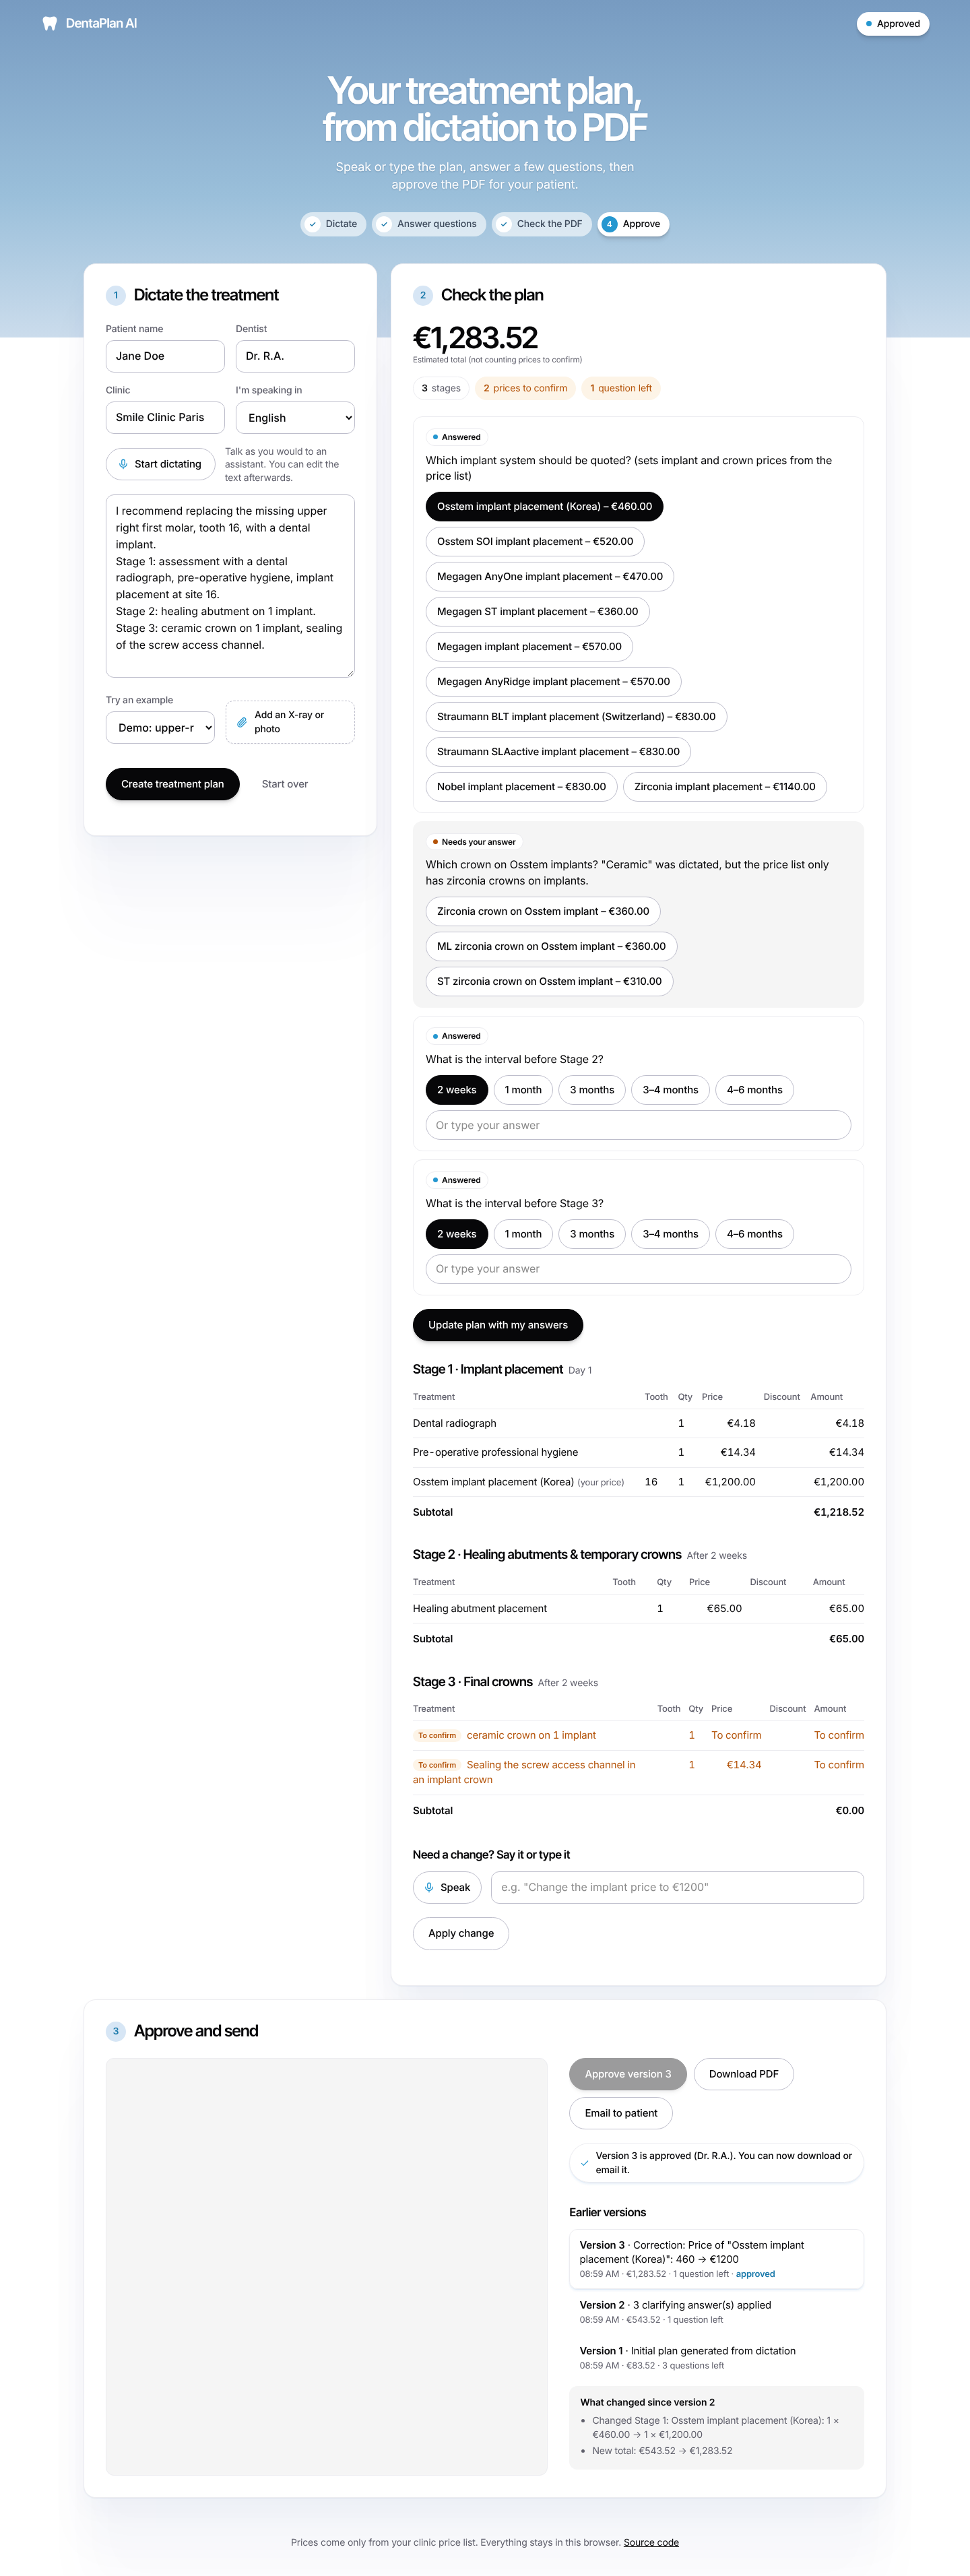 DentaPlan AI
Approved
Your treatment plan,
from dictation to PDF
Speak or type the plan, answer a few questions, then
approve the PDF for your patient.
Dictate
Answer questions
Check the PDF
4 Approve
1 Dictate the treatment
Patient name
Dentist
Jane Doe
Dr. R.A.
Clinic
I'm speaking in
Smile Clinic Paris
English
Start dictating
Talk as you would to an
assistant. You can edit the
text afterwards.
I recommend replacing the missing upper
right first molar, tooth 16, with a dental
implant.
Stage 1: assessment with a dental
radiograph, pre-operative hygiene, implant
placement at site 16.
Stage 2: healing abutment on 1 implant.
Stage 3: ceramic crown on 1 implant, sealing
of the screw access channel.
Try an example
Demo: upper-r
Add an X-ray or
photo
Create treatment plan
Start over
2 Check the plan
€1,283.52
Estimated total (not counting prices to confirm)
3 stages
2 prices to confirm
1 question left
Answered
Which implant system should be quoted? (sets implant and crown prices from the
price list)
Osstem implant placement (Korea) – €460.00
Osstem SOI implant placement – €520.00
Megagen AnyOne implant placement – €470.00
Megagen ST implant placement – €360.00
Megagen implant placement – €570.00
Megagen AnyRidge implant placement – €570.00
Straumann BLT implant placement (Switzerland) – €830.00
Straumann SLAactive implant placement – €830.00
Nobel implant placement – €830.00
Zirconia implant placement – €1140.00
Needs your answer
Which crown on Osstem implants? "Ceramic" was dictated, but the price list only
has zirconia crowns on implants.
Zirconia crown on Osstem implant – €360.00
ML zirconia crown on Osstem implant – €360.00
ST zirconia crown on Osstem implant – €310.00
Answered
What is the interval before Stage 2?
2 weeks
1 month
3 months
3–4 months
4–6 months
Or type your answer
Answered
What is the interval before Stage 3?
2 weeks
1 month
3 months
3–4 months
4–6 months
Or type your answer
Update plan with my answers
Stage 1 · Implant placement Day 1
Treatment Tooth Qty Price Discount Amount
Dental radiograph 1 €4.18 €4.18
Pre-operative professional hygiene 1 €14.34 €14.34
Osstem implant placement (Korea) (your price) 16 1 €1,200.00 €1,200.00
Subtotal €1,218.52
Stage 2 · Healing abutments & temporary crowns After 2 weeks
Treatment Tooth Qty Price Discount Amount
Healing abutment placement 1 €65.00 €65.00
Subtotal €65.00
Stage 3 · Final crowns After 2 weeks
Treatment Tooth Qty Price Discount Amount
To confirm ceramic crown on 1 implant 1 To confirm To confirm
To confirm Sealing the screw access channel in 1 €14.34 To confirm
an implant crown
Subtotal €0.00
Need a change? Say it or type it
Speak
e.g. "Change the implant price to €1200"
Apply change
3 Approve and send
Approve version 3
Download PDF
Email to patient
Version 3 is approved (Dr. R.A.). You can now download or
email it.
Earlier versions
Version 3 · Correction: Price of "Osstem implant
placement (Korea)": 460 → €1200
08:59 AM · €1,283.52 · 1 question left · approved
Version 2 · 3 clarifying answer(s) applied
08:59 AM · €543.52 · 1 question left
Version 1 · Initial plan generated from dictation
08:59 AM · €83.52 · 3 questions left
What changed since version 2
• Changed Stage 1: Osstem implant placement (Korea): 1 ×
€460.00 → 1 × €1,200.00
• New total: €543.52 → €1,283.52
Prices come only from your clinic price list. Everything stays in this browser. Source code